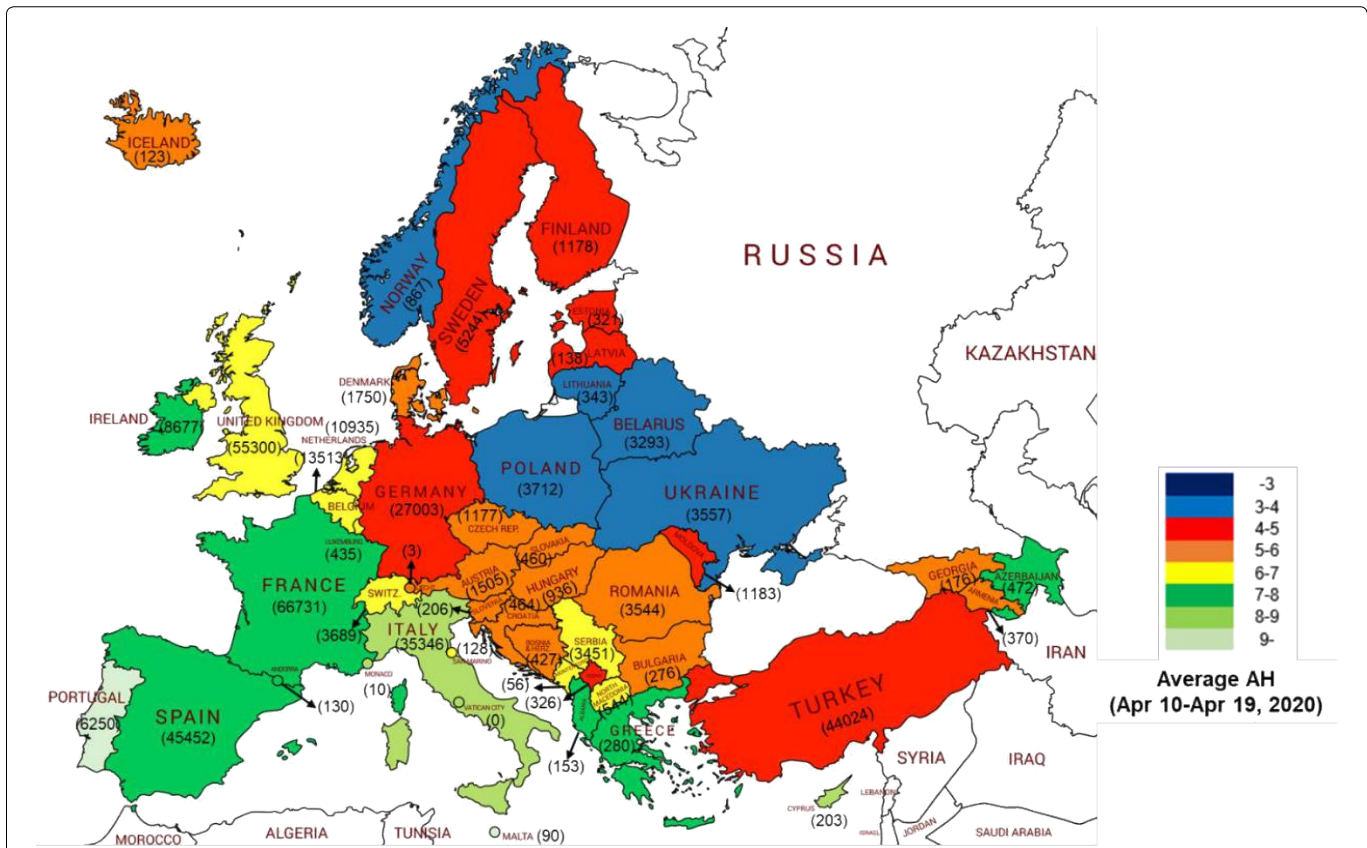 ICELAND
(123)
FINLAND
(1178)
RUSSIA
NORWAY
(867)
SWEDEN
(5244)
ESTONIA
(321)
LATVIA
(138)
KAZAKHSTAN
DENMARK
(1750)
LITHUANIA
(343)
IRELAND
(8677)
UNITED KINGDOM
(55300)
(10935)
NETHERLANDS
(13513)
BELARUS
(3293)
POLAND
(3712)
UKRAINE
(3557)
GERMANY
(27003)
BELGIUM
(1177)
CZECH REP.
LUXEMBURG
(435)
(3)
SLOVAKIA
(460)
MOLDOVA
AUSTRIA
(1505)
HUNGARY
(936)
FRANCE
(66731)
SWITZ.
ROMANIA
(3544)
(1183)
GEORGIA
(176)
AZERBAIJAN
(472)
ARMENIA
(206)
SLOVENIA
(464)
CROATIA
(3689)
ITALY
(35346)
(128)
BOSNIA
& HERZ.
(427)
SERBIA
(3451)
(370)
IRAN
SAN MARINO
BULGARIA
(276)
ANDORRA
MONACO
(10)
(56)
(326)
NORTH
MACEDONIA
(544)
PORTUGAL
(6250)
(130)
SPAIN
(45452)
VATICAN CITY
(0)
ALBANIA
GREECE
(280)
(153)
TURKEY
(44024)
SYRIA
IRAQ
CYPRUS
(203)
LEBANON
ISRAEL
JORDAN
SAUDI ARABIA
MOROCCO
ALGERIA
TUNISIA
MALTA (90)
-3
3-4
4-5
5-6
6-7
7-8
8-9
9-
Average AH
(Apr 10-Apr 19, 2020)